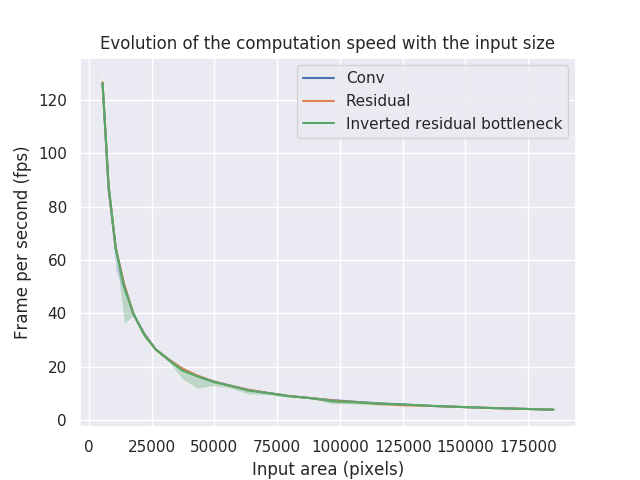 Evolution of the computation speed with the input size
Conv
Residual
Inverted residual bottleneck
Frame per second (fps)
120
100
80
60
40
20
0
0 25000 50000 75000 100000 125000 150000 175000
Input area (pixels)